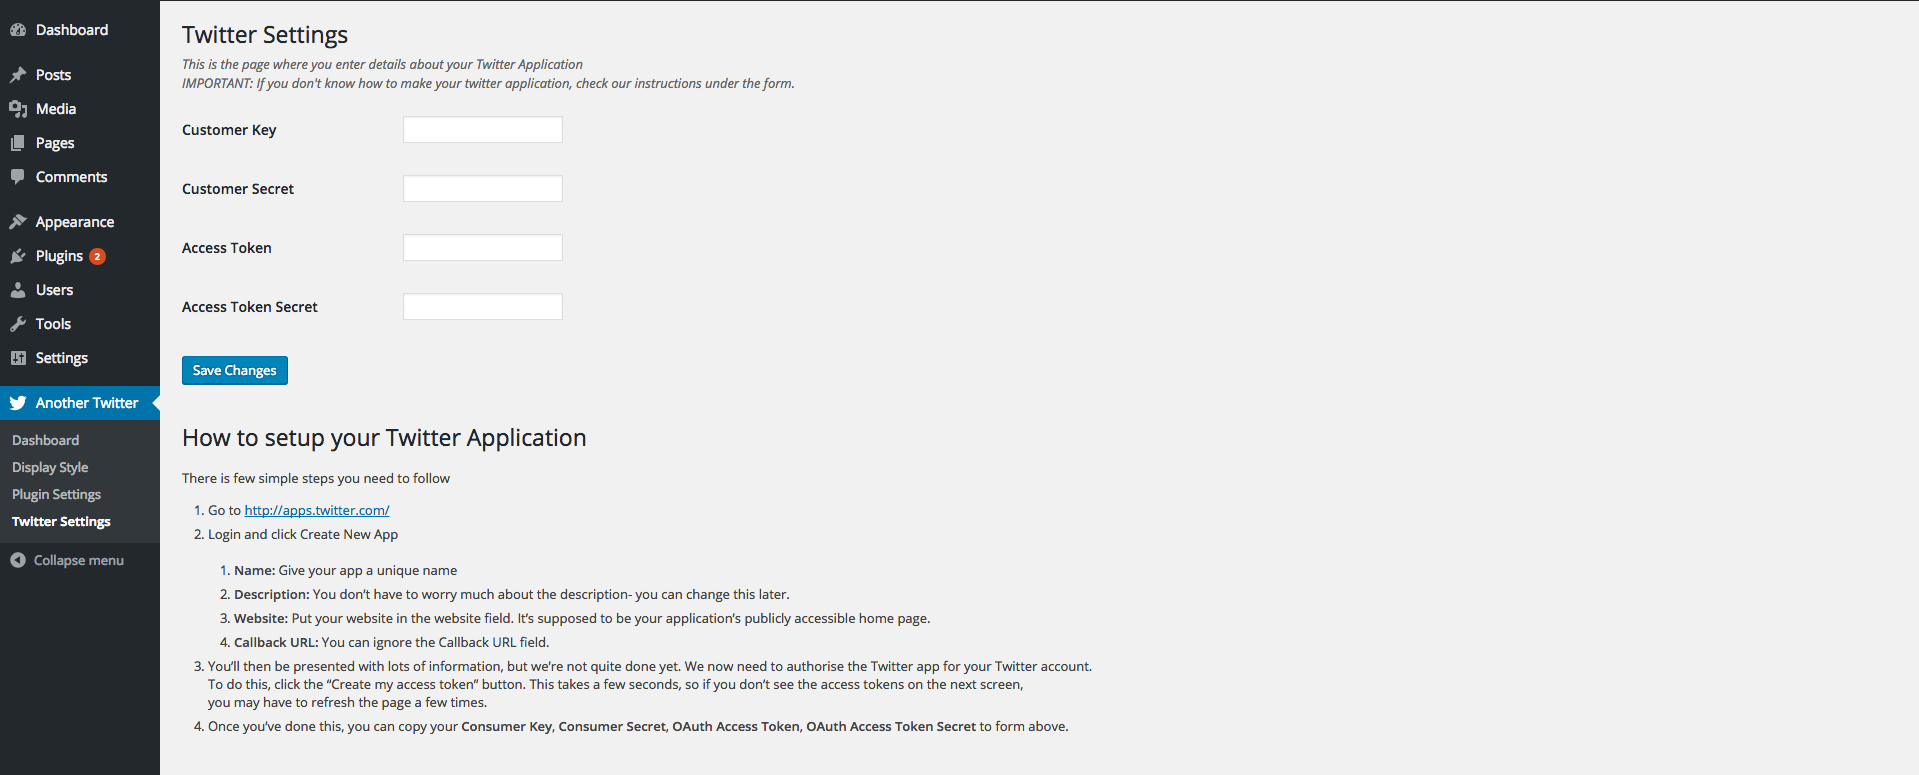 Dashboard
Posts
Media
Pages
Comments
Appearance
Plugins 2
Users
Tools
Settings
Another Twitter
Dashboard
Display Style
Plugin Settings
Twitter Settings
Collapse menu
Twitter Settings
This is the page where you enter details about your Twitter Application
IMPORTANT: If you don't know how to make your twitter application, check our instructions under the form.
Customer Key
Customer Secret
Access Token
Access Token Secret
Save Changes
How to setup your Twitter Application
There is few simple steps you need to follow
1. Go to http://apps.twitter.com/
2. Login and click Create New App
1. Name: Give your app a unique name
2. Description: You don’t have to worry much about the description- you can change this later.
3. Website: Put your website in the website field. It’s supposed to be your application’s publicly accessible home page.
4. Callback URL: You can ignore the Callback URL field.
3. You’ll then be presented with lots of information, but we’re not quite done yet. We now need to authorise the Twitter app for your Twitter account.
To do this, click the “Create my access token” button. This takes a few seconds, so if you don’t see the access tokens on the next screen,
you may have to refresh the page a few times.
4. Once you’ve done this, you can copy your Consumer Key, Consumer Secret, OAuth Access Token, OAuth Access Token Secret to form above.